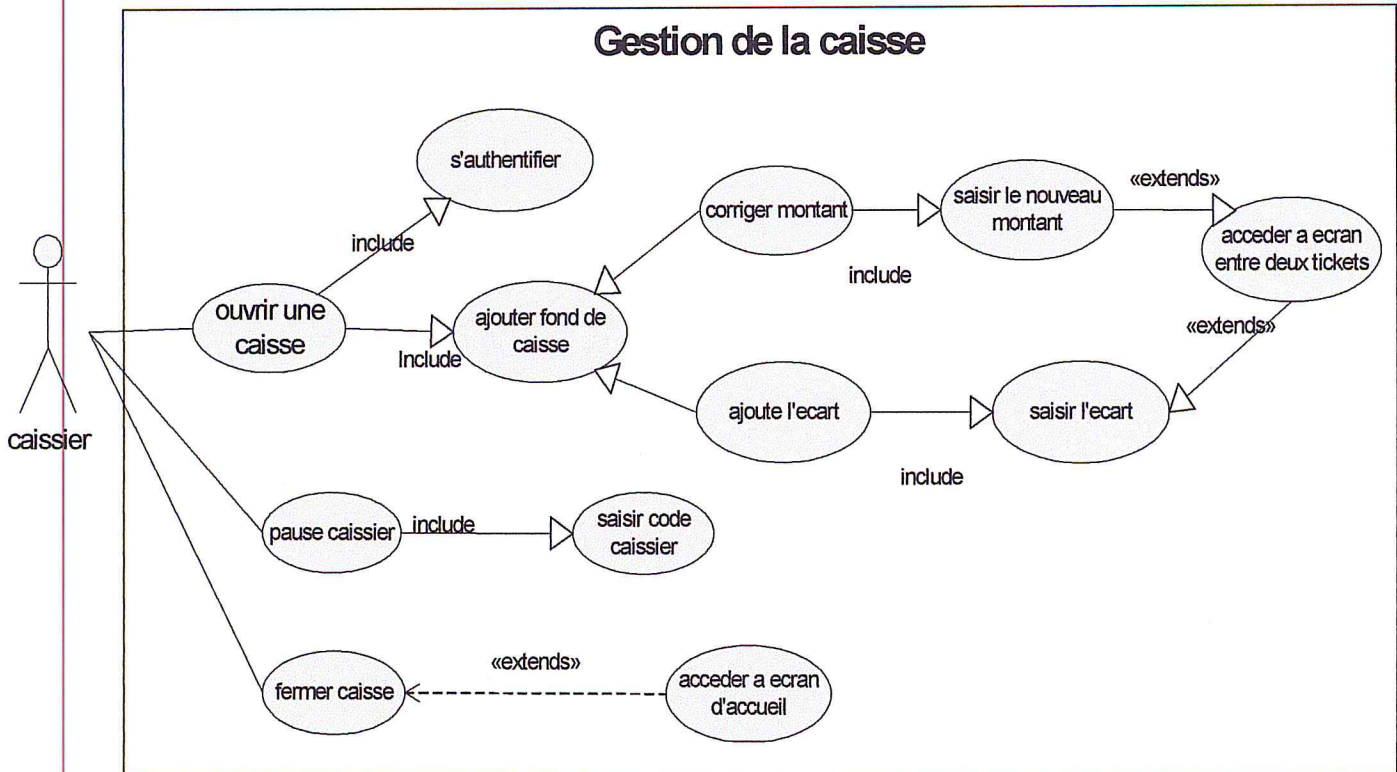 Gestion de la caisse
s'authentifier
include
ouvrir une
caisse
Include
ajouter fond de
caisse
corriger montant
include
saisir le nouveau
montant
«extends»
acceder a ecran
entre deux tickets
«extends»
ajoute l'ecart
include
saisir l'ecart
caissier
pause caissier
include
saisir code
caissier
fermer caisse
«extends»
acceder a ecran
d'accueil